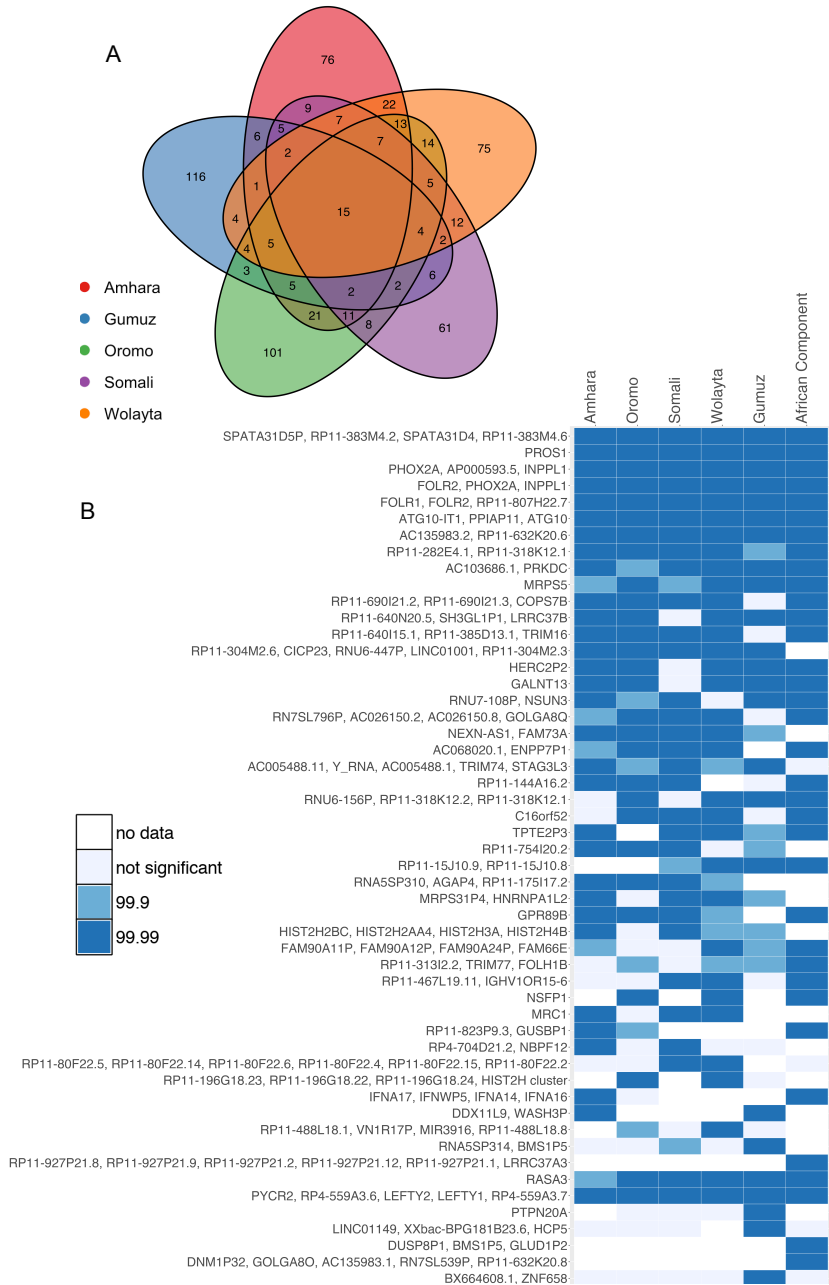 A
76
9
22
7
13
6
5
7
14
75
2
116
1
5
15
4
12
4
2
4
5
3
6
5
2
2
21
11
8
61
101
Amhara
Gumuz
Oromo
Somali
Wolayta
B
Amhara
Oromo
Somali
Wolayta
Gumuz
African Component
SPATA31D5P, RP11-383M4.2, SPATA31D4, RP11-383M4.6
PROS1
PHOX2A, AP000593.5, INPPL1
FOLR2, PHOX2A, INPPL1
FOLR1, FOLR2, RP11-807H22.7
ATG10-IT1, PPIAP11, ATG10
AC135983.2, RP11-632K20.6
RP11-282E4.1, RP11-318K12.1
AC103686.1, PRKDC
MRPS5
RP11-690I21.2, RP11-690I21.3, COPS7B
RP11-640N20.5, SH3GL1P1, LRRC37B
RP11-640I15.1, RP11-385D13.1, TRIM16
RP11-304M2.6, CICP23, RNU6-447P, LINC01001, RP11-304M2.3
HERC2P2
GALNT13
RNU7-108P, NSUN3
RN7SL796P, AC026150.2, AC026150.8, GOLGA8Q
NEXN-AS1, FAM73A
AC068020.1, ENPP7P1
AC005488.11, Y_RNA, AC005488.1, TRIM74, STAG3L3
RP11-144A16.2
RNU6-156P, RP11-318K12.2, RP11-318K12.1
C16orf52
TPTE2P3
RP11-754I20.2
RP11-15J10.9, RP11-15J10.8
RNA5SP310, AGAP4, RP11-175I17.2
MRPS31P4, HNRNPA1L2
GPR89B
HIST2H2BC, HIST2H2AA4, HIST2H3A, HIST2H4B
FAM90A11P, FAM90A12P, FAM90A24P, FAM66E
RP11-313I2.2, TRIM77, FOLH1B
RP11-467L19.11, IGHV1OR15-6
NSFP1
MRC1
RP11-823P9.3, GUSBP1
RP4-704D21.2, NBPF12
RP11-80F22.5, RP11-80F22.14, RP11-80F22.6, RP11-80F22.4, RP11-80F22.15, RP11-80F22.2
RP11-196G18.23, RP11-196G18.22, RP11-196G18.24, HIST2H cluster
IFNA17, IFNWP5, IFNA14, IFNA16
DDX11L9, WASH3P
RP11-488L18.1, VN1R17P, MIR3916, RP11-488L18.8
RNA5SP314, BMS1P5
RP11-927P21.8, RP11-927P21.9, RP11-927P21.2, RP11-927P21.12, RP11-927P21.1, LRRC37A3
RASA3
PYCR2, RP4-559A3.6, LEFTY2, LEFTY1, RP4-559A3.7
PTPN20A
LINC01149, XXbac-BPG181B23.6, HCP5
DUSP8P1, BMS1P5, GLUD1P2
DNM1P32, GOLGA8O, AC135983.1, RN7SL539P, RP11-632K20.8
BX664608.1, ZNF658
no data
not significant
99.9
99.99